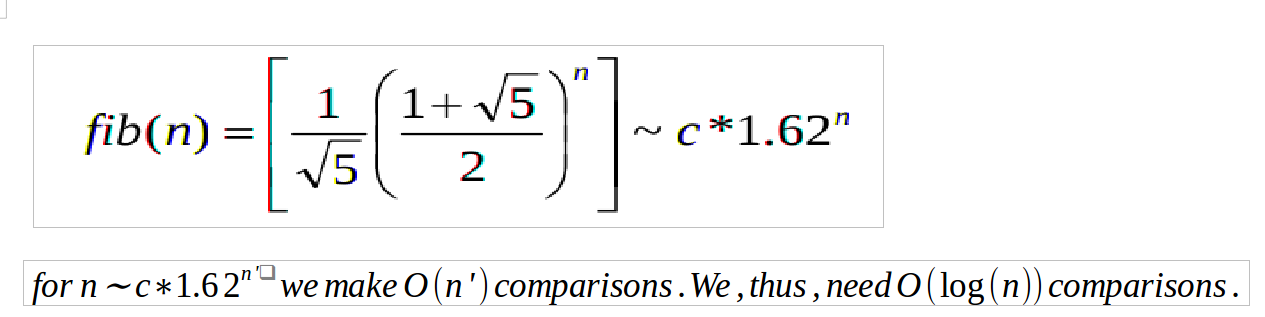 fib(n) = [1/√5 ((1+√5)/2)^n] ~ c*1.62^n
for n ~ c*1.62^n'□ we make O(n') comparisons. We, thus, need O(log(n)) comparisons.